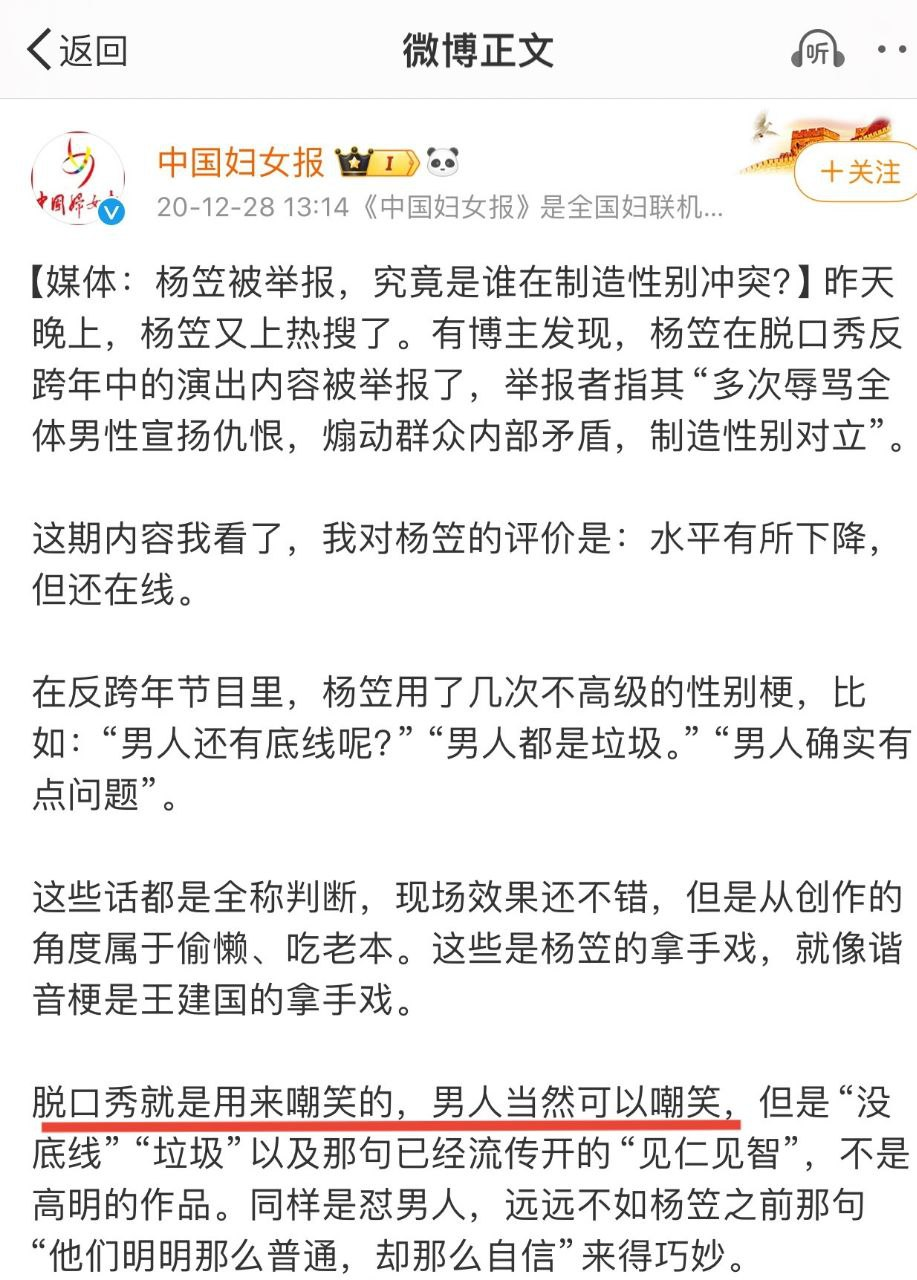 返回
微博正文
听
中国妇女报
I
+关注
中国妇女
20-12-28 13:14《中国妇女报》是全国妇联机...
【媒体：杨笠被举报，究竟是谁在制造性别冲突?】昨天
晚上，杨笠又上热搜了。有博主发现，杨笠在脱口秀反
跨年中的演出内容被举报了，举报者指其“多次辱骂全
体男性宣扬仇恨，煽动群众内部矛盾，制造性别对立”。
这期内容我看了，我对杨笠的评价是：水平有所下降，
但还在线。
在反跨年节目里，杨笠用了几次不高级的性别梗，比
如：“男人还有底线呢?”“男人都是垃圾。”“男人确实有
点问题”。
这些话都是全称判断，现场效果还不错，但是从创作的
角度属于偷懒、吃老本。这些是杨笠的拿手戏，就像谐
音梗是王建国的拿手戏。
脱口秀就是用来嘲笑的，男人当然可以嘲笑，但是“没
底线”“垃圾”以及那句已经流传开的“见仁见智”，不是
高明的作品。同样是怼男人，远远不如杨笠之前那句
“他们明明那么普通，却那么自信”来得巧妙。